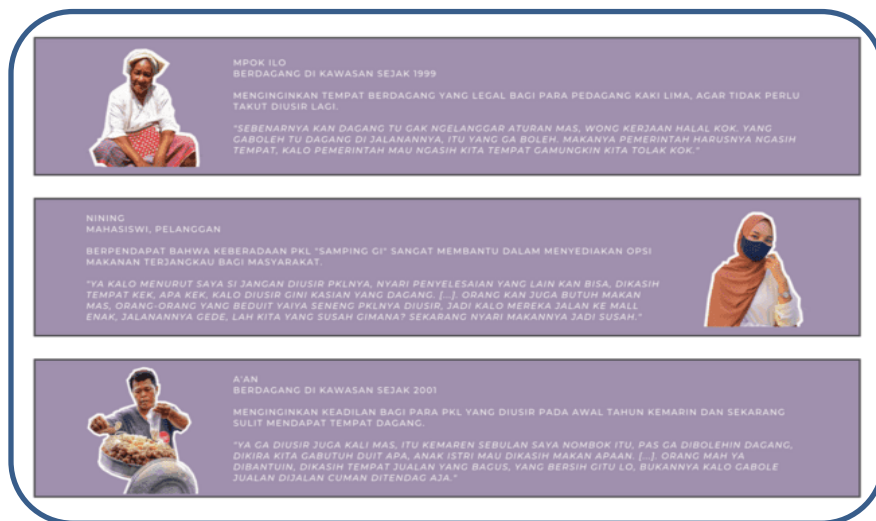 MPOK ILO
BERDAGANG DI KAWASAN SEJAK 1999
MENGINGINKAN TEMPAT BERDAGANG YANG LEGAL BAGI PARA PEDAGANG KAKI LIMA, AGAR TIDAK PERLU
TAKUT DIUSIR LAGI.
"SEBENARNYA KAN DAGANG TU GAK NGELANGGAR ATURAN MAS, WONG KERJAAN HALAL KOK. YANG
GABOLEH TU DAGANG DI JALANANNYA, ITU YANG GA BOLEH. MAKANYA PEMERINTAH HARUSNYA NGASIH
TEMPAT, KALO PEMERINTAH MAU NGASIH KITA TEMPAT GAMUNGKIN KITA TOLAK KOK."
NINING
MAHASISWI, PELANGGAN
BERPENDAPAT BAHWA KEBERADAAN PKL "SAMPING GI" SANGAT MEMBANTU DALAM MENYEDIAKAN OPSI
MAKANAN TERJANGKAU BAGI MASYARAKAT.
"YA KALO MENURUT SAYA SI JANGAN DIUSIR PKLNYA, NYARI PENYELESAIAN YANG LAIN KAN BISA, DIKASIH
TEMPAT KEK, APA KEK, KALO DIUSIR GINI KASIAN YANG DAGANG. [...]. ORANG KAN JUGA BUTUH MAKAN
MAS, ORANG-ORANG YANG BEDUIT YAIYA SENENG PKLNYA DIUSIR, JADI KALO MEREKA JALAN KE MALL
ENAK, JALANANNYA GEDE, LAH KITA YANG SUSAH GIMANA? SEKARANG NYARI MAKANNYA JADI SUSAH."
A'AN
BERDAGANG DI KAWASAN SEJAK 2001
MENGINGINKAN KEADILAN BAGI PARA PKL YANG DIUSIR PADA AWAL TAHUN KEMARIN DAN SEKARANG
SULIT MENDAPAT TEMPAT DAGANG.
"YA GA DIUSIR JUGA KALI MAS, ITU KEMAREN SEBULAN SAYA NOMBOK ITU, PAS GA DIBOLEHIN DAGANG,
DIKIRA KITA GABUTUH DUIT APA, ANAK ISTRI MAU DIKASIH MAKAN APAAN. [...]. ORANG MAH YA
DIBANTUIN, DIKASIH TEMPAT JUALAN YANG BAGUS, YANG BERSIH GITU LO, BUKANNYA KALO GABOLE
JUALAN DIJALAN CUMAN DITENDAG AJA."